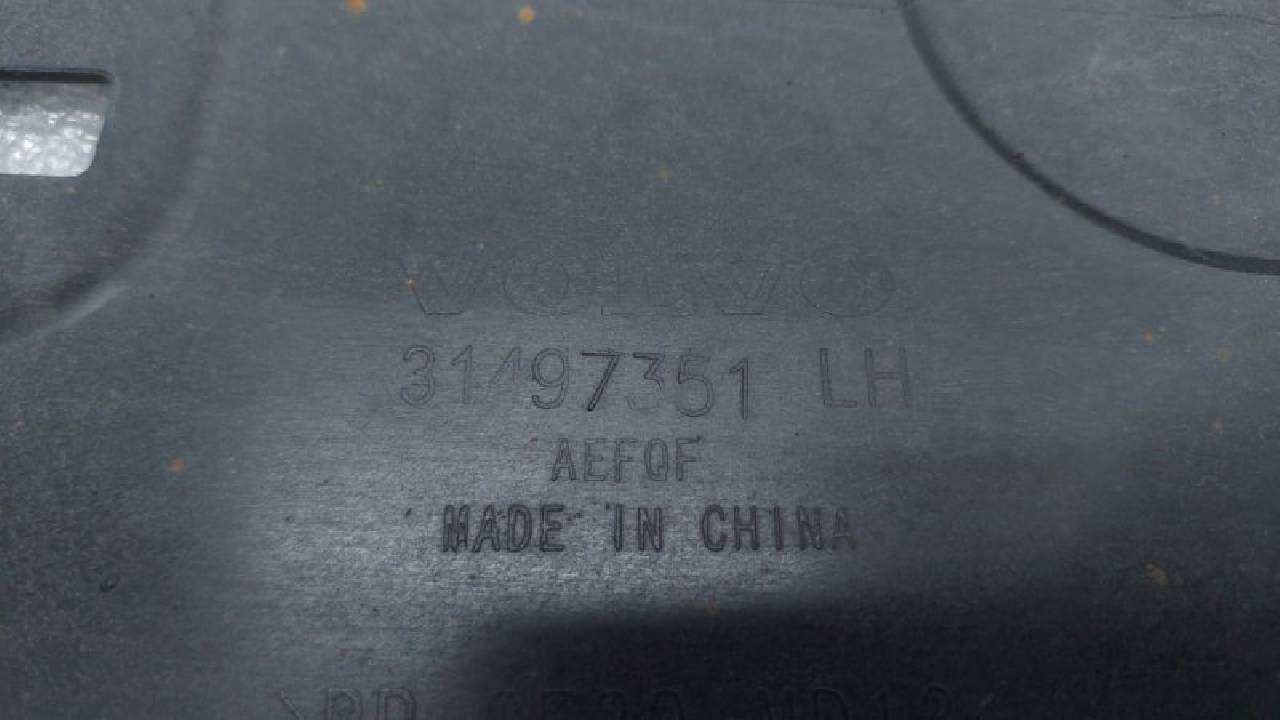 VOLVO
31497351 LH
AEFQF
MADE IN CHINA